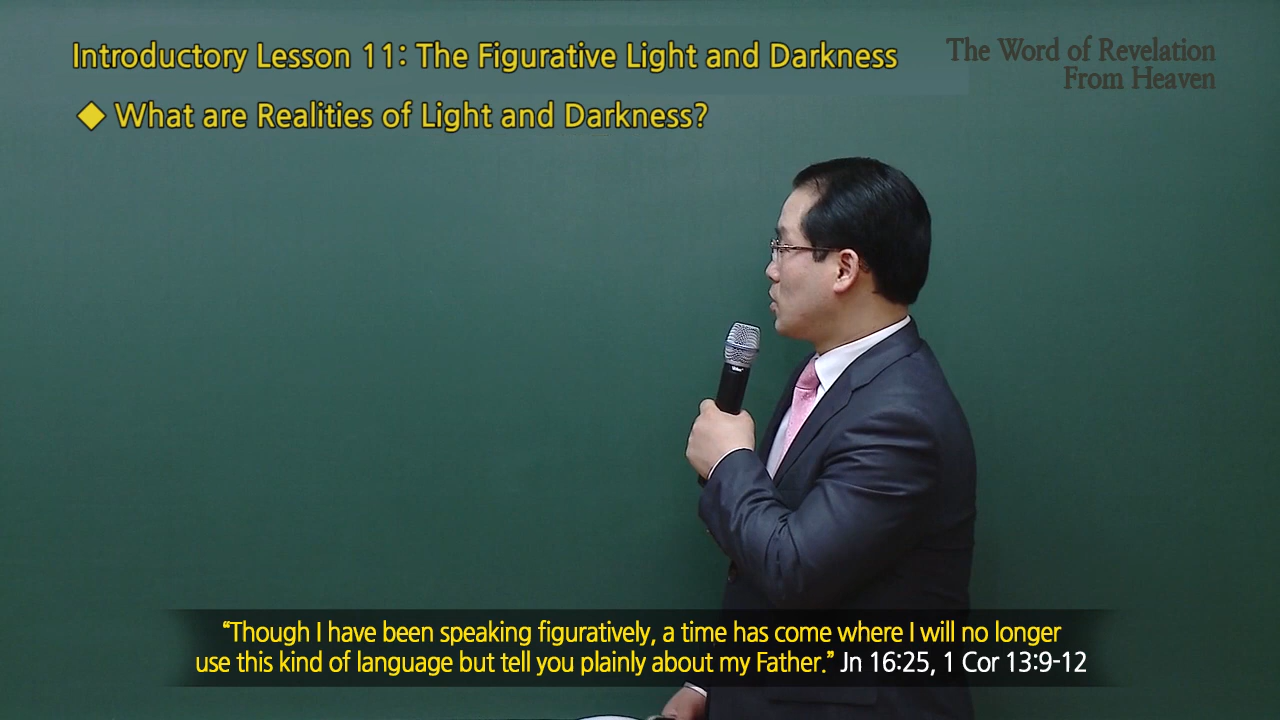 Introductory Lesson 11: The Figurative Light and Darkness
The Word of Revelation
From Heaven
◆ What are Realities of Light and Darkness?
“Though I have been speaking figuratively, a time has come where I will no longer
use this kind of language but tell you plainly about my Father.” Jn 16:25, 1 Cor 13:9-12